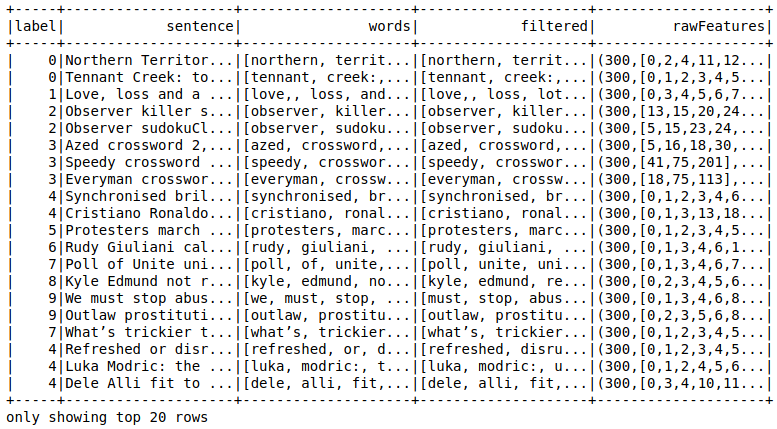 +-----+--------------------+--------------------+--------------------+--------------------+
|label|            sentence|               words|            filtered|         rawFeatures|
+-----+--------------------+--------------------+--------------------+--------------------+
|    0|Northern Territor...|[northern, territ...|[northern, territ...|(300,[0,2,4,11,12...|
|    0|Tennant Creek: to...|[tennant, creek:,...|[tennant, creek:,...|(300,[0,1,2,3,4,5...|
|    1|Love, loss and a ...|[love,, loss, and...|[love,, loss, lot...|(300,[0,3,4,5,6,7...|
|    2|Observer killer s...|[observer, killer...|[observer, killer...|(300,[13,15,20,24...|
|    2|Observer sudokuCl...|[observer, sudoku...|[observer, sudoku...|(300,[5,15,23,24,...|
|    3|Azed crossword 2,...|[azed, crossword,...|[azed, crossword,...|(300,[5,16,18,30,...|
|    3|Speedy crossword ...|[speedy, crosswor...|[speedy, crosswor...|(300,[41,75,201],...|
|    3|Everyman crosswor...|[everyman, crossw...|[everyman, crossw...|(300,[18,75,113],...|
|    4|Synchronised bril...|[synchronised, br...|[synchronised, br...|(300,[0,1,2,3,4,6...|
|    4|Cristiano Ronaldo...|[cristiano, ronal...|[cristiano, ronal...|(300,[0,1,3,13,18...|
|    5|Protesters march ...|[protesters, marc...|[protesters, marc...|(300,[0,1,2,3,4,5...|
|    6|Rudy Giuliani cal...|[rudy, giuliani, ...|[rudy, giuliani, ...|(300,[0,1,3,4,6,1...|
|    7|Poll of Unite uni...|[poll, of, unite,...|[poll, unite, uni...|(300,[0,1,3,4,6,7...|
|    8|Kyle Edmund not r...|[kyle, edmund, no...|[kyle, edmund, re...|(300,[0,2,3,4,5,6...|
|    9|We must stop abus...|[we, must, stop, ...|[must, stop, abus...|(300,[0,1,3,4,6,8...|
|    9|Outlaw prostituti...|[outlaw, prostitu...|[outlaw, prostitu...|(300,[0,2,3,5,6,8...|
|    7|What’s trickier t...|[what’s, trickier...|[what’s, trickier...|(300,[0,1,2,3,4,5...|
|    4|Refreshed or disr...|[refreshed, or, d...|[refreshed, disru...|(300,[0,1,2,3,4,5...|
|    4|Luka Modric: the ...|[luka, modric:, t...|[luka, modric:, u...|(300,[0,1,2,4,5,6...|
|    4|Dele Alli fit to ...|[dele, alli, fit,...|[dele, alli, fit,...|(300,[0,3,4,10,11...|
+-----+--------------------+--------------------+--------------------+--------------------+
only showing top 20 rows